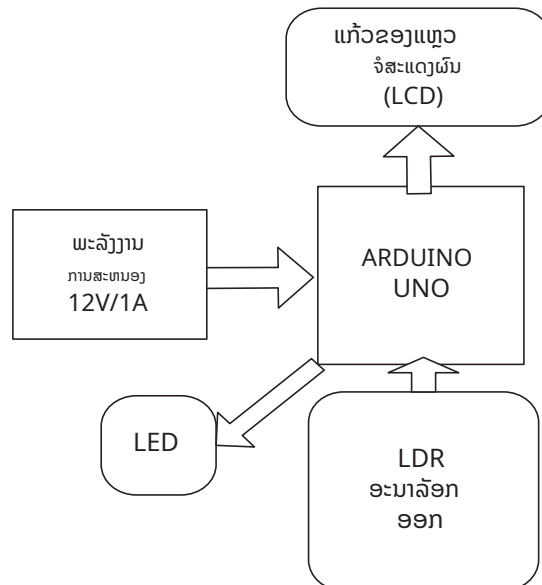 ແກ້ວຂອງແຫຼວ
ຈໍສະແດງຜົນ
(LCD)
ພະລັງງານ
ການສະຫນອງ
12V/1A
ARDUINO
UNO
LED
LDR
ອະນາລັອກ
ອອກ